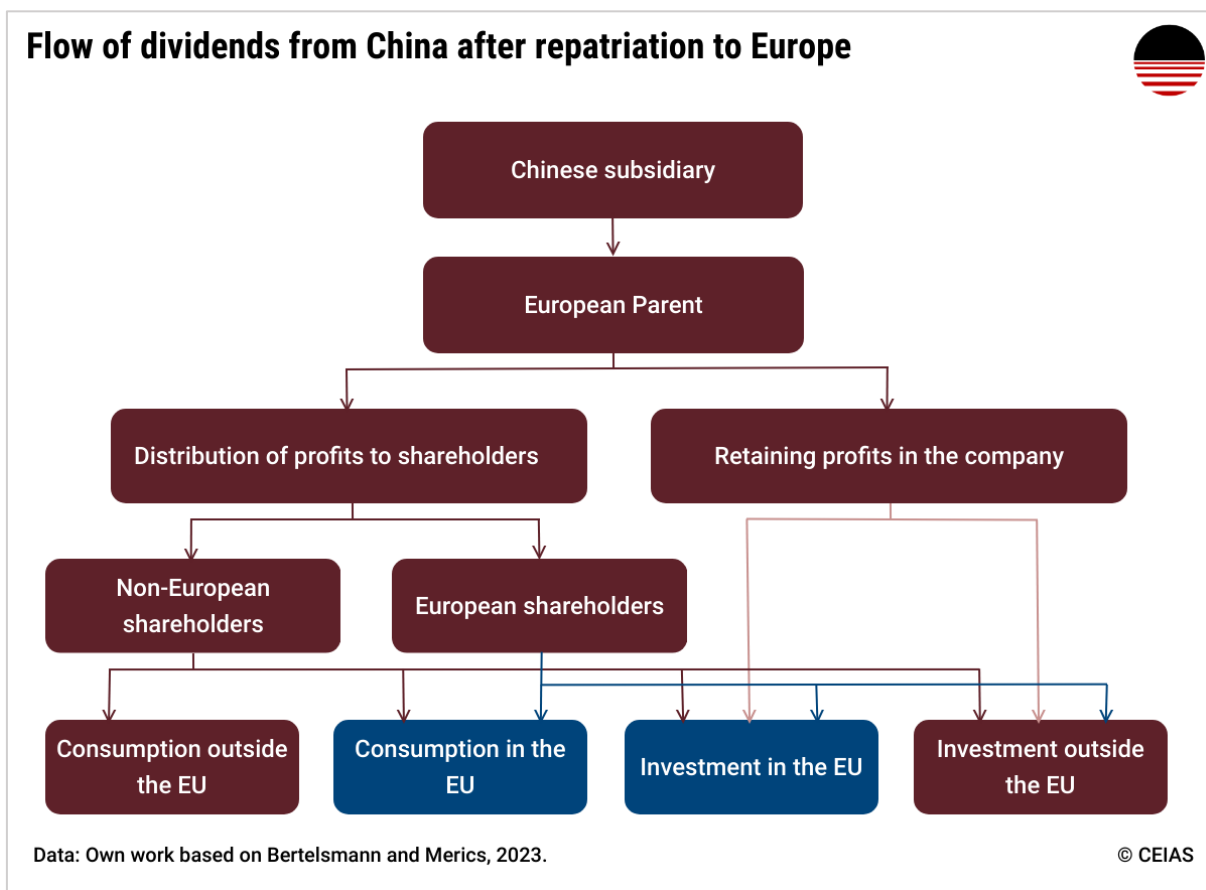 Flow of dividends from China after repatriation to Europe
Chinese subsidiary
European Parent
Distribution of profits to shareholders
Retaining profits in the company
Non-European
shareholders
European shareholders
Consumption outside
the EU
Consumption in the
EU
Investment in the EU
Investment outside
the EU
Data: Own work based on Bertelsmann and Merics, 2023.
© CEIAS